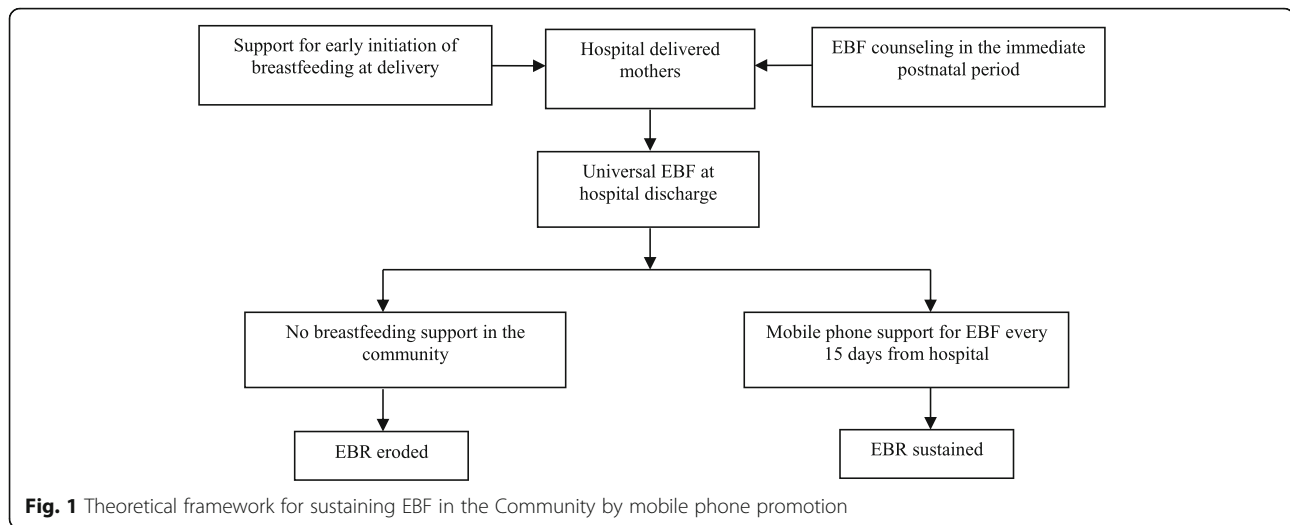 Support for early initiation of
breastfeeding at delivery
Hospital delivered
mothers
EBF counseling in the immediate
postnatal period
Universal EBF at
hospital discharge
No breastfeeding support in the
community
Mobile phone support for EBF every
15 days from hospital
EBR eroded
EBR sustained
Fig. 1 Theoretical framework for sustaining EBF in the Community by mobile phone promotion